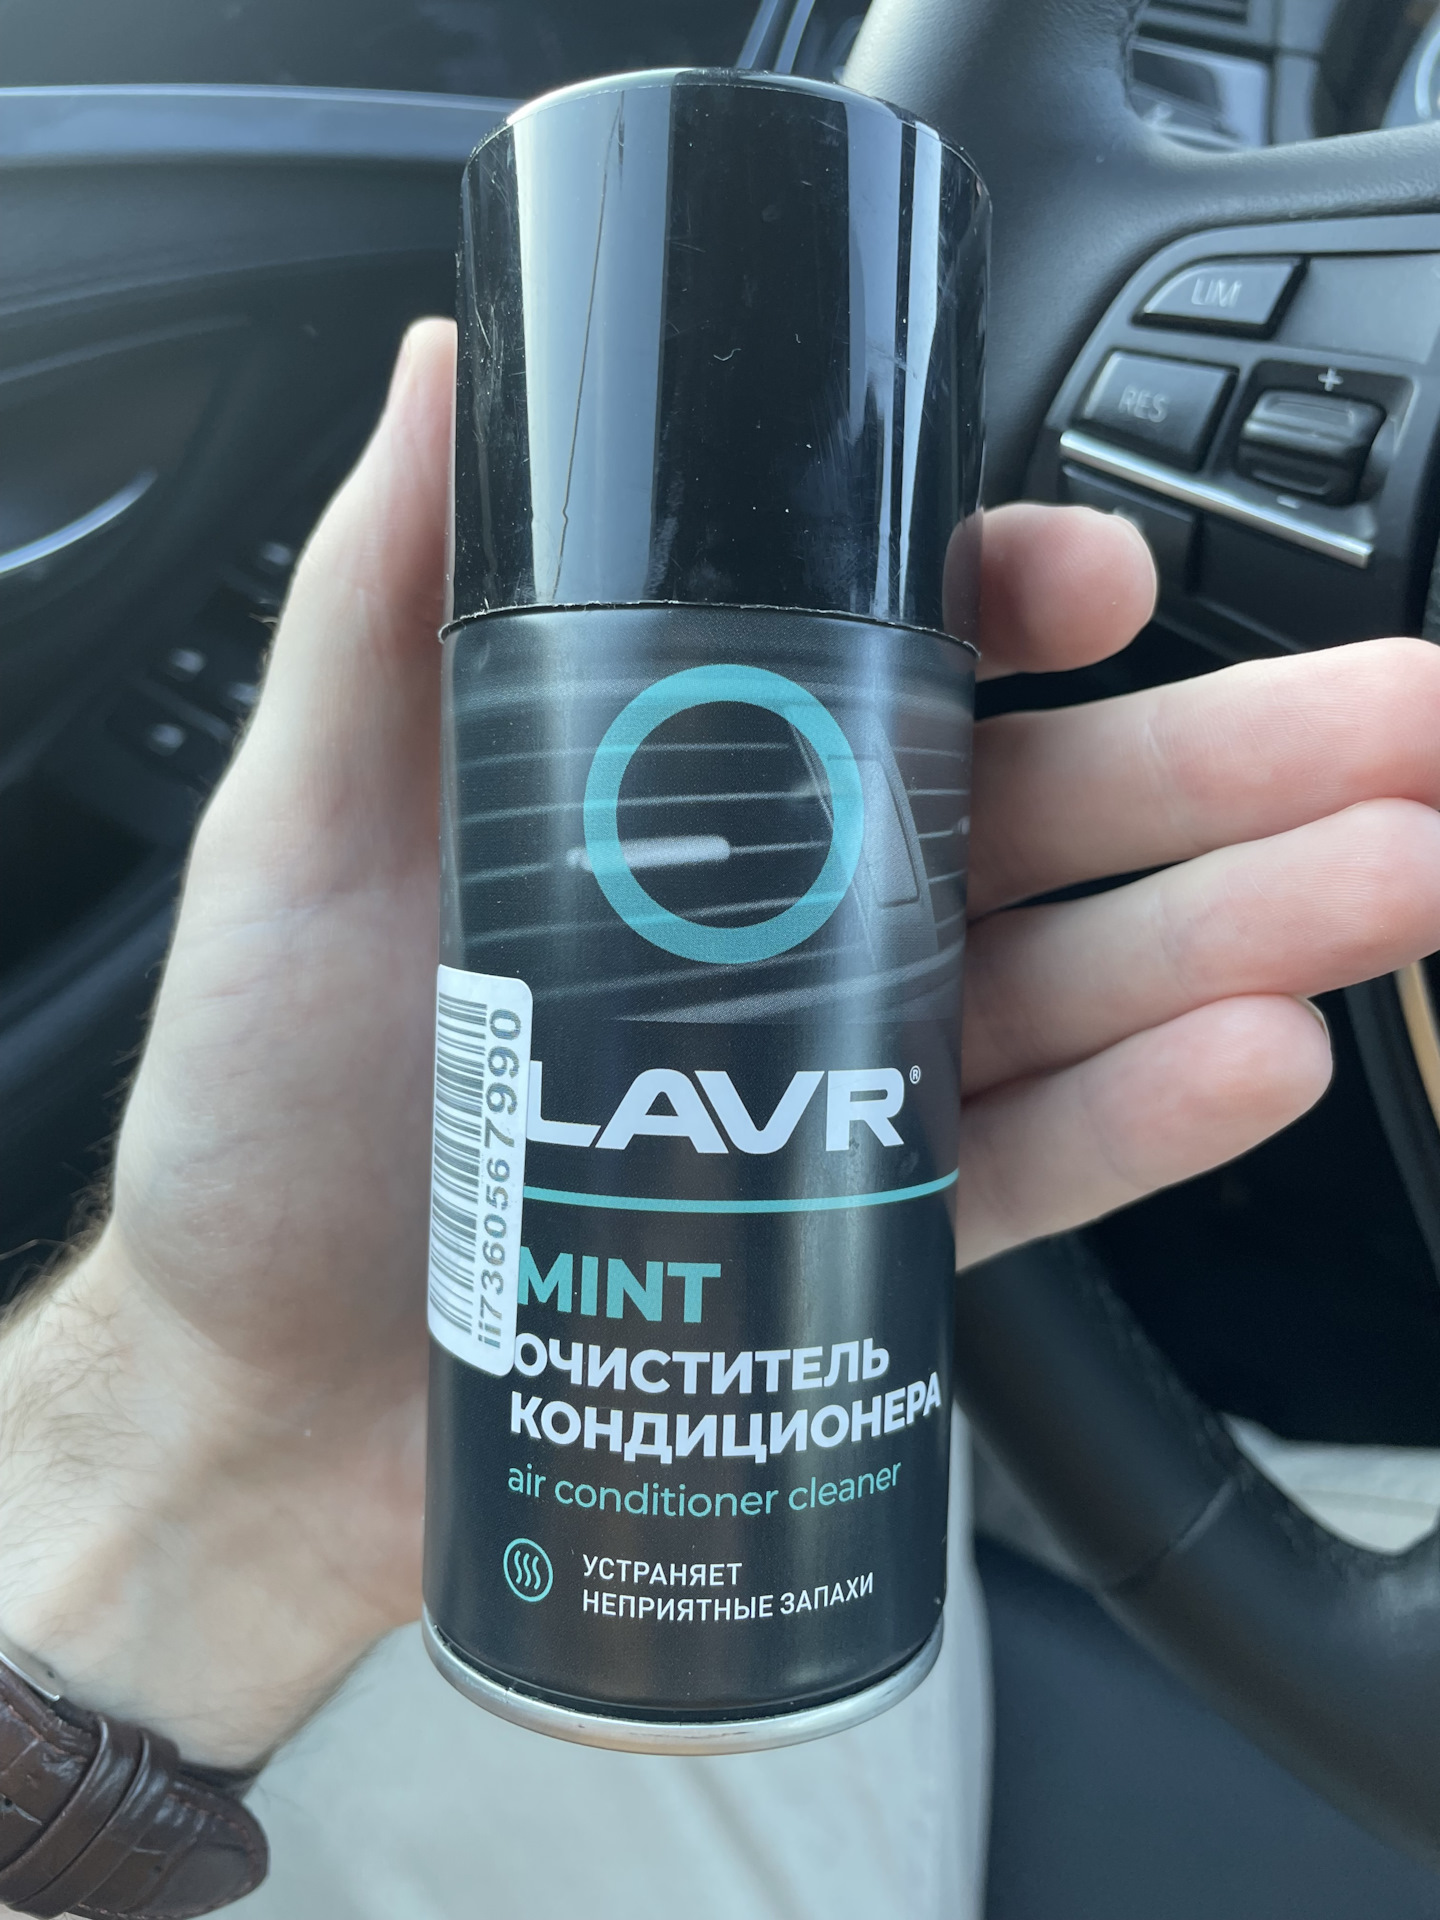 LIM
RES
+
-
LAVR®
ii7360567990
MINT
ОЧИСТИТЕЛЬ
КОНДИЦИОНЕРА
air conditioner cleaner
УСТРАНЯЕТ
НЕПРИЯТНЫЕ ЗАПАХИ